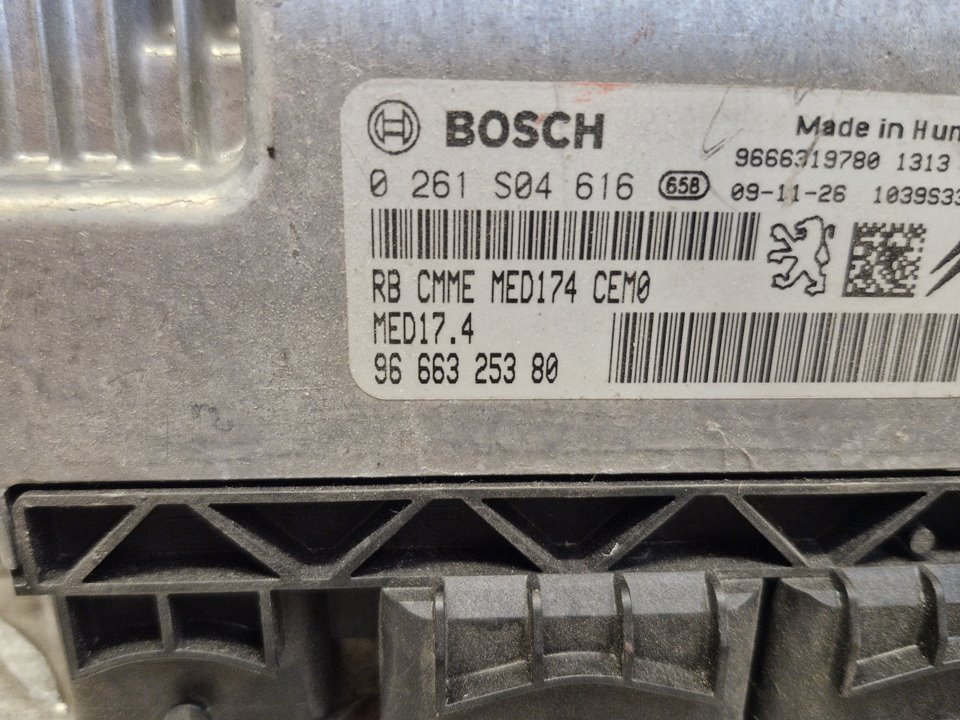 BOSCH
Made in Hun
9666319780 1313
0 261 S04 616 658 09-11-26 1039S33
RB CMME MED174 CEM0
MED17.4
96 663 253 80